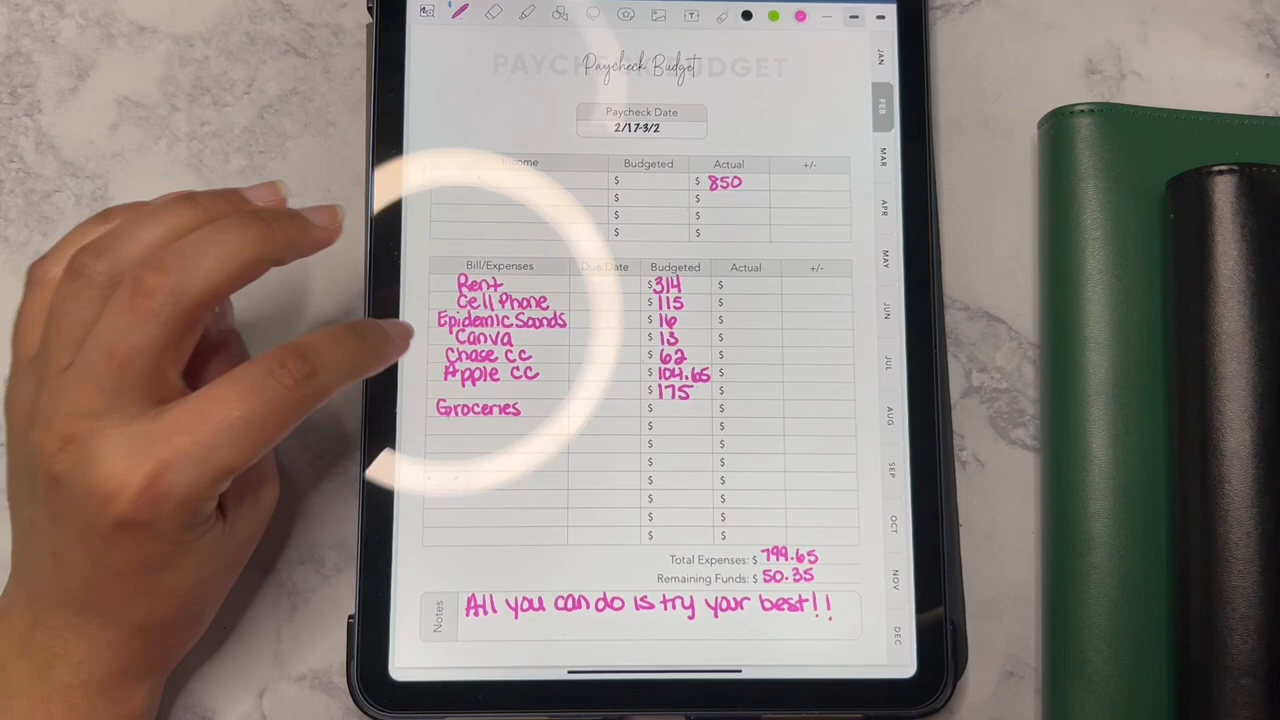 PAYCHECK BUDGET
Paycheck Budget
Paycheck Date
2/17-3/2
Income Budgeted Actual +/-
$ $ 850
$ $
$ $
$ $
Bill/Expenses Due Date Budgeted Actual +/-
Rent $ 314 $
Cell Phone $ 115 $
Epidemic Sounds $ 16 $
Canva $ 13 $
Chase CC $ 62 $
Apple CC $ 104.65 $
$ 175 $
Groceries $ $
$ $
$ $
$ $
$ $
$ $
$ $
$ $
Total Expenses: $ 799.65
Remaining Funds: $ 50.35
Notes
All you can do is try your best!!
JAN
FEB
MAR
APR
MAY
JUN
JUL
AUG
SEP
OCT
NOV
DEC